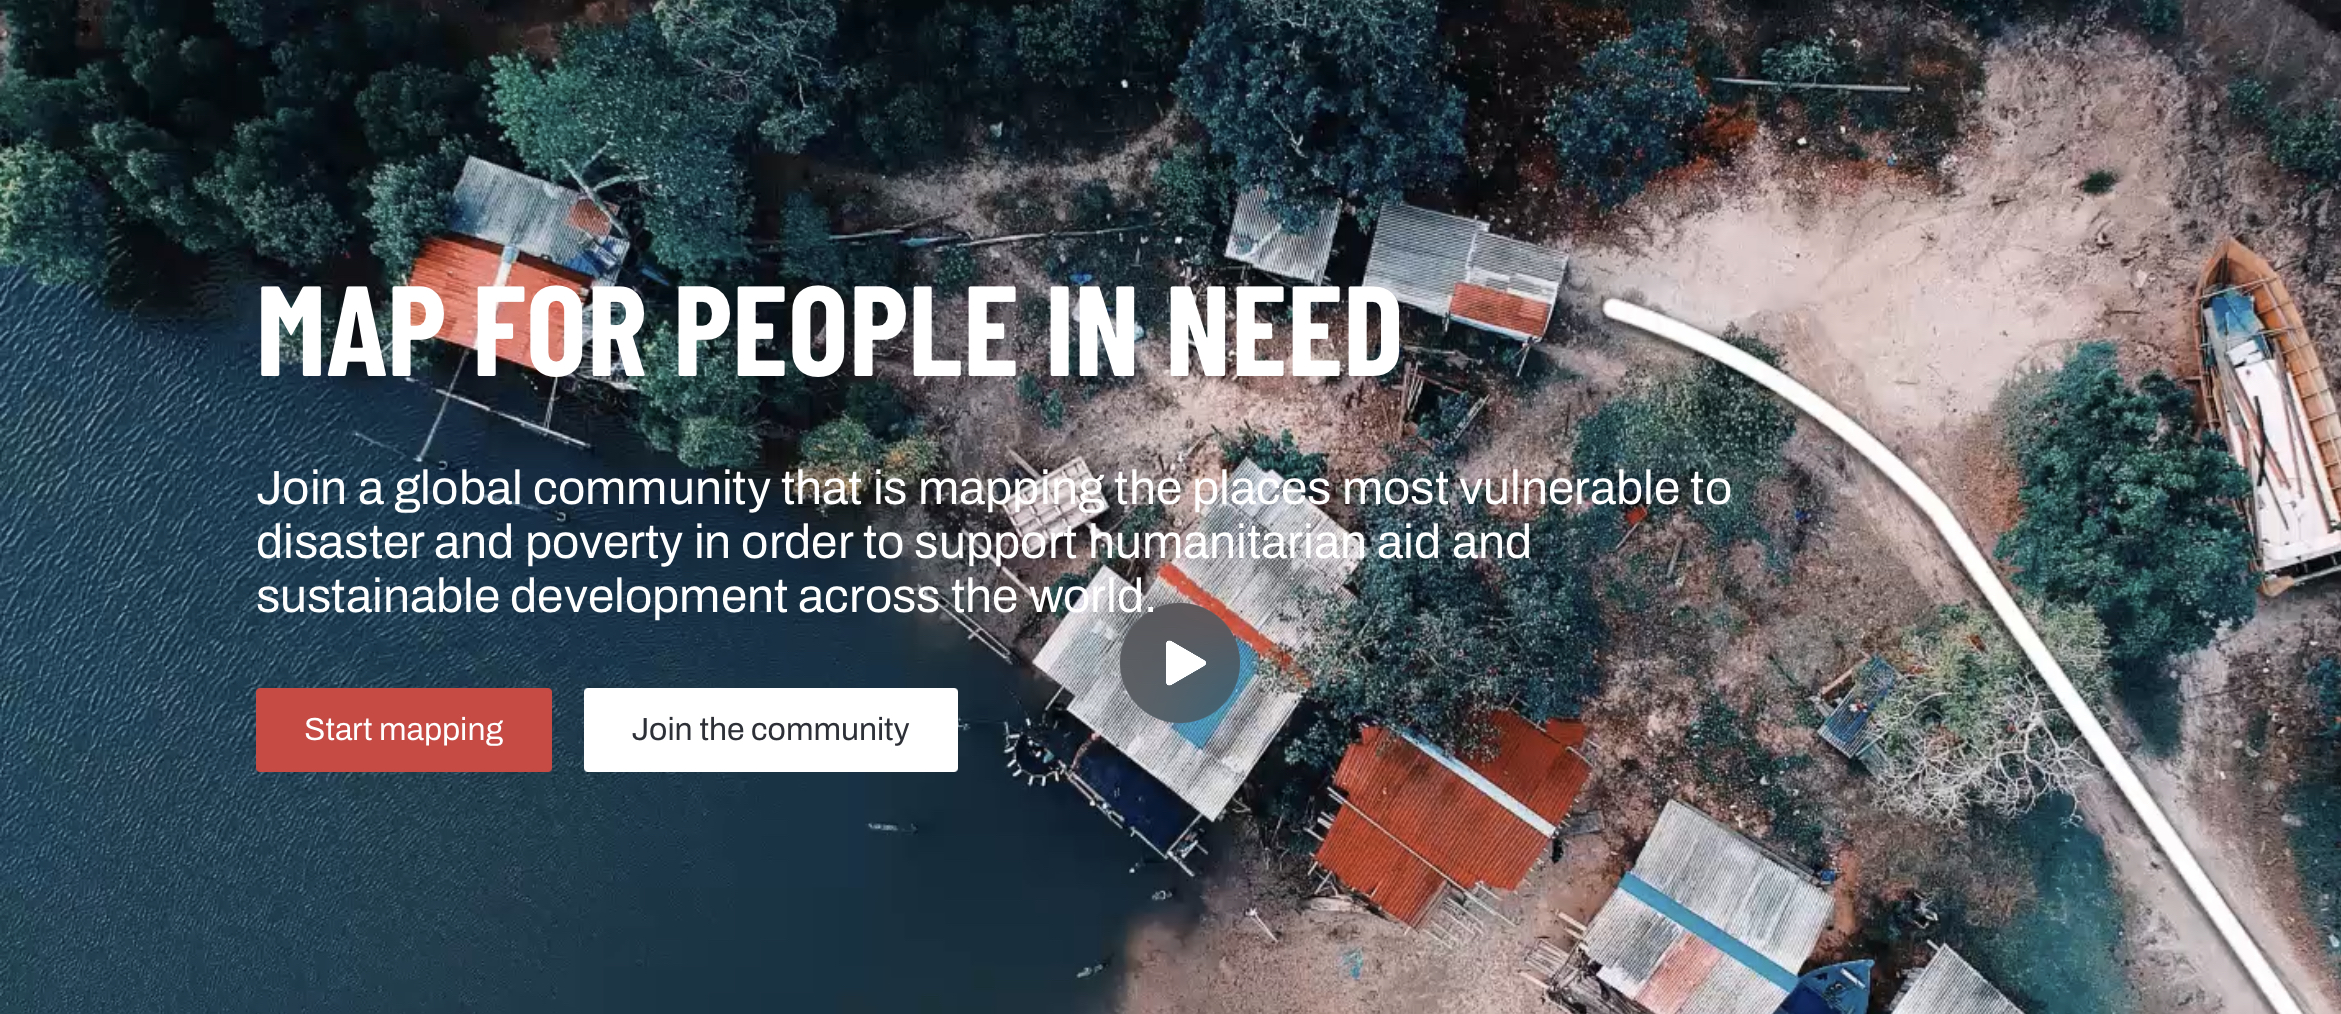 MAP FOR PEOPLE IN NEED
Join a global community that is mapping the places most vulnerable to
disaster and poverty in order to support humanitarian aid and
sustainable development across the world.
Start mapping
Join the community